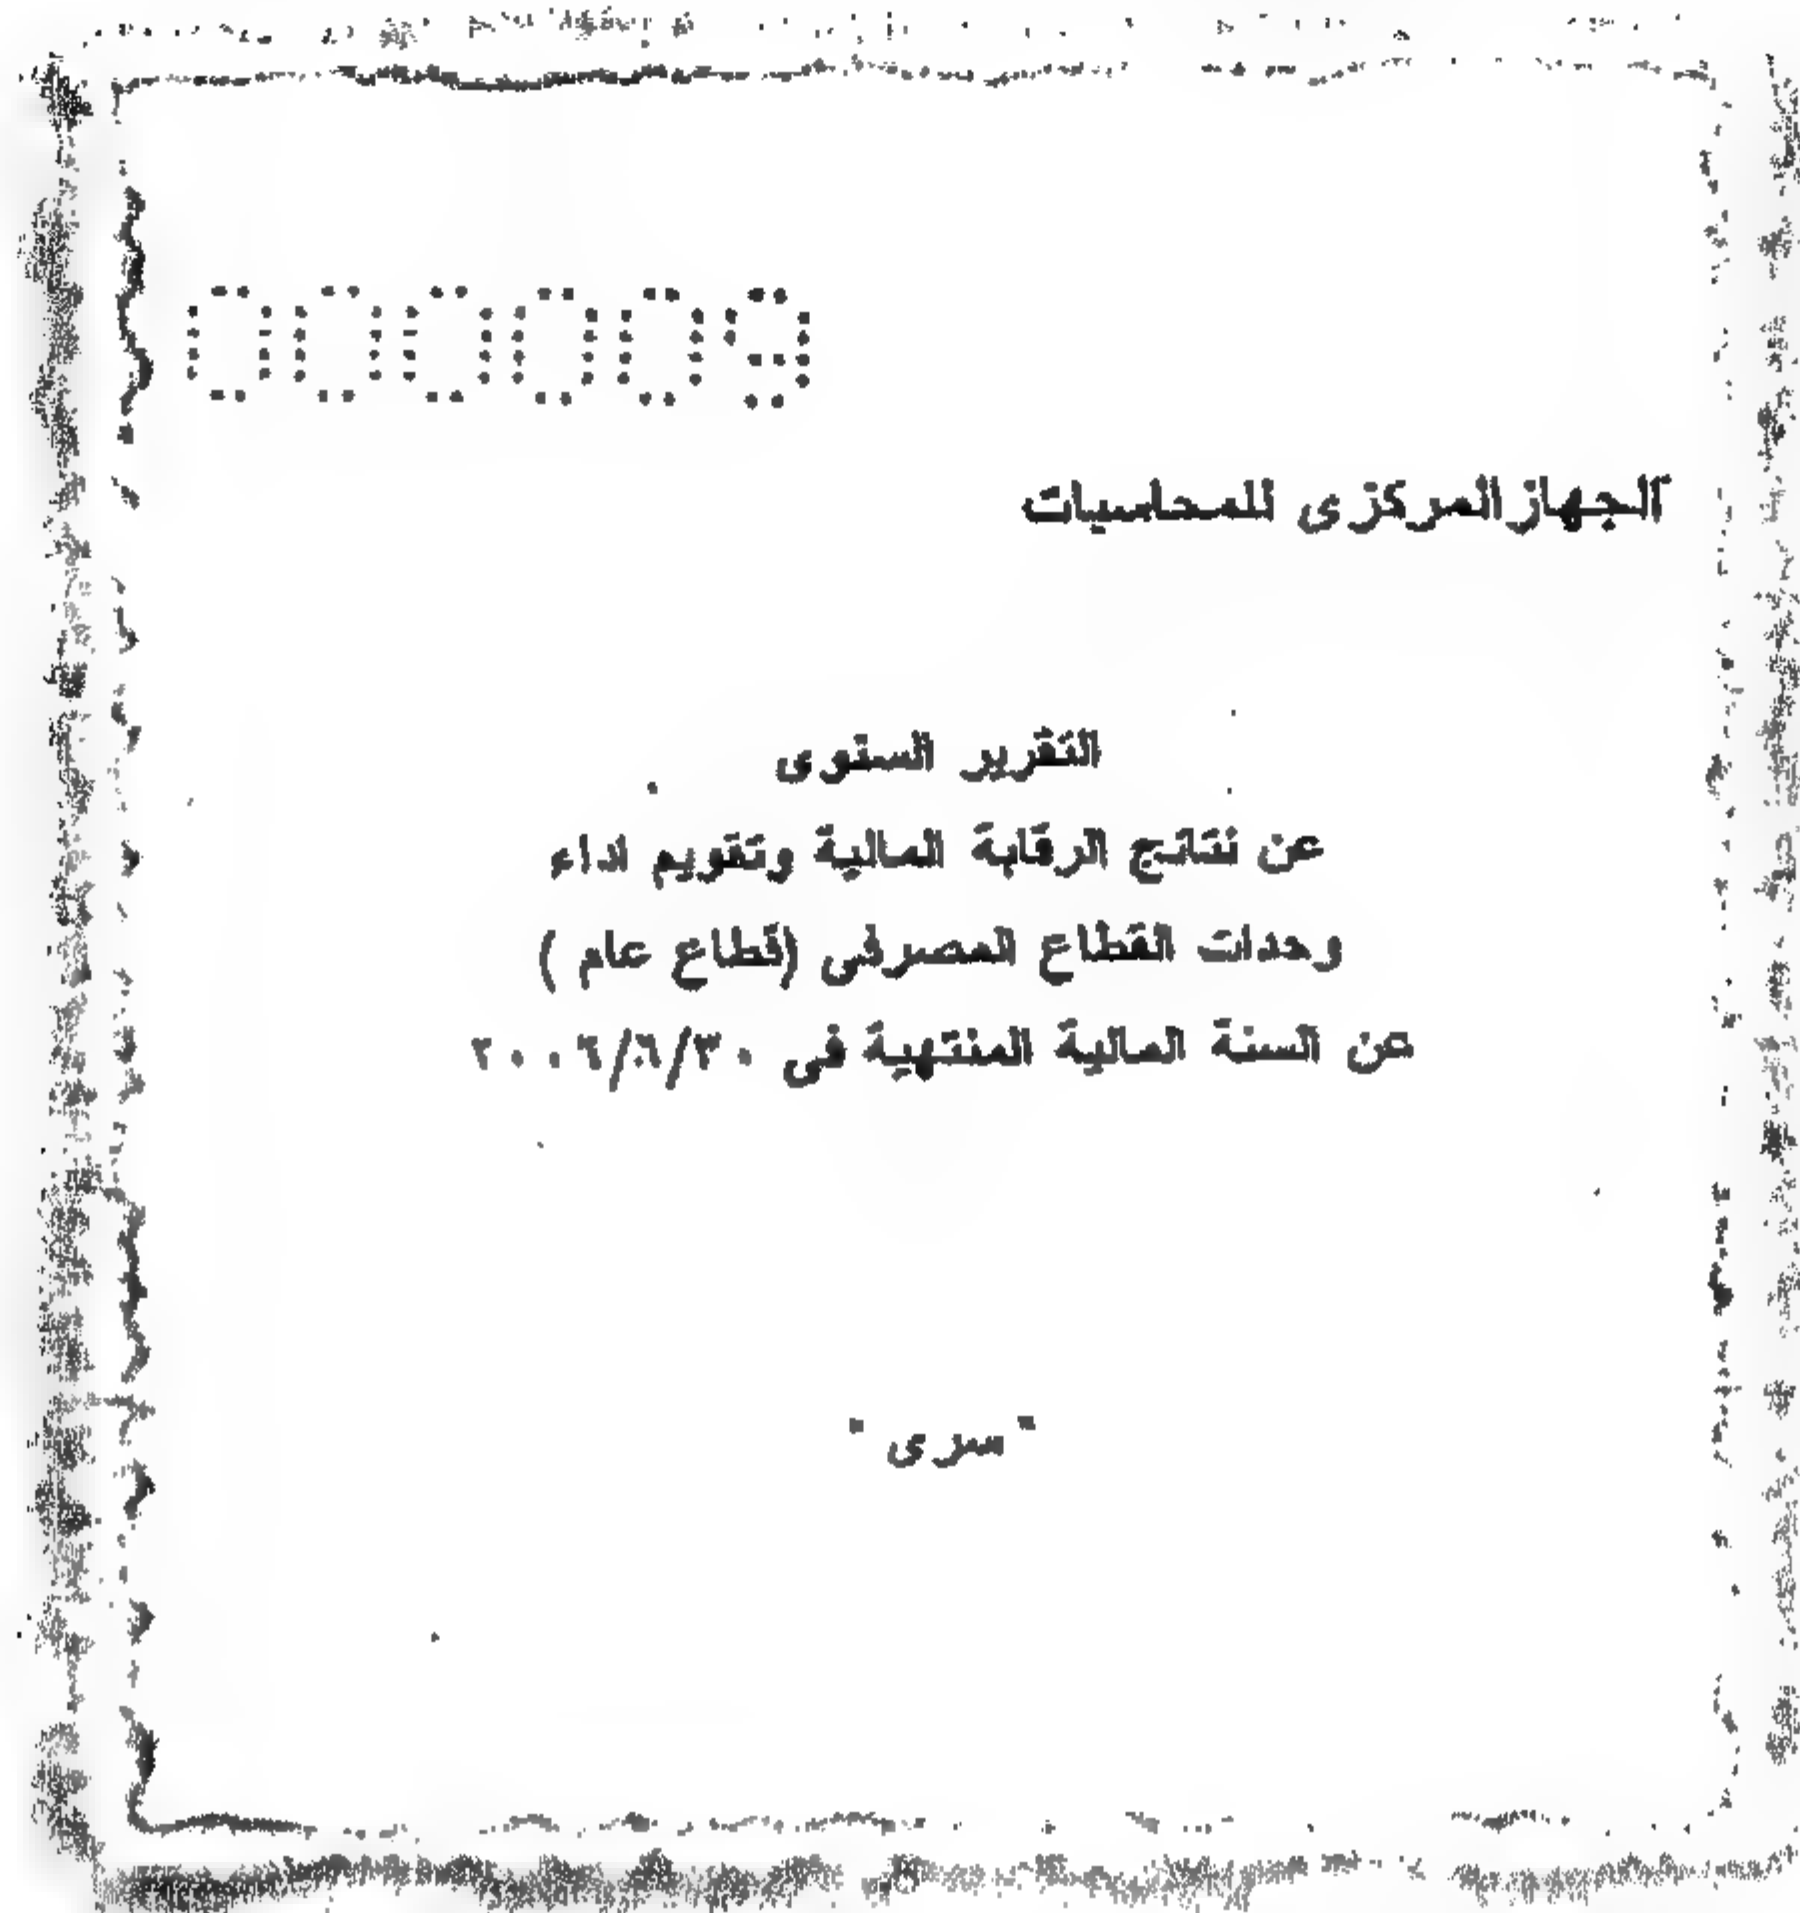 000009
الجهاز المركزى للمحاسبات
التقرير السنوى
عن نتائج الرقابة المالية وتقويم اداء
وحدات القطاع المصرفى (قطاع عام )
عن السنة المالية المنتهية فى ٢٠٠٦/٦/٣٠
" سرى "